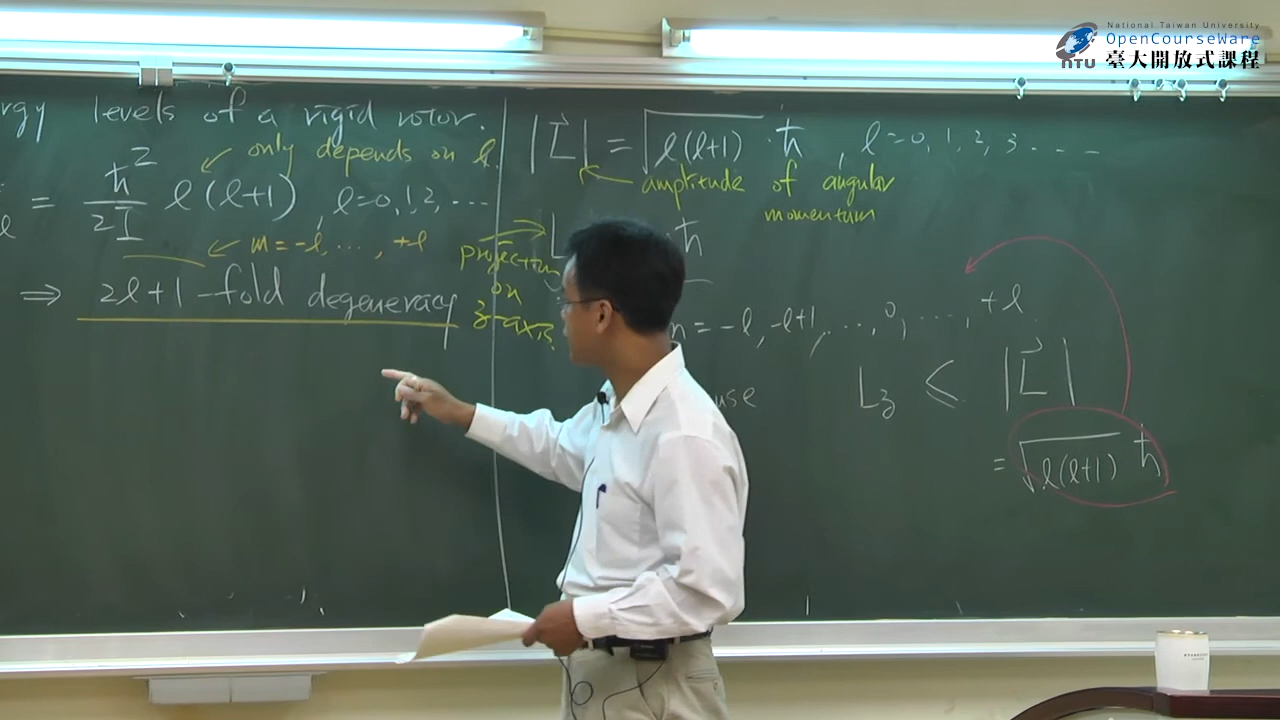 National Taiwan University
OpenCourseWare
NTU 臺大開放式課程
levels of a rigid rotor.
only depends on ℓ.
= ħ²/2I ℓ(ℓ+1), ℓ=0,1,2,...
m=-ℓ, ..., +ℓ
⇒ 2ℓ+1-fold degeneracy
|L⃗| = √ℓ(ℓ+1) · ħ, ℓ=0, 1, 2, 3 ....
amplitude of angular
momentum
L · ħ
projection
on
z-axis.
= -ℓ, -ℓ+1, ..., 0, ..., +ℓ
L_z ≤ |L⃗|
= √ℓ(ℓ+1) ħ